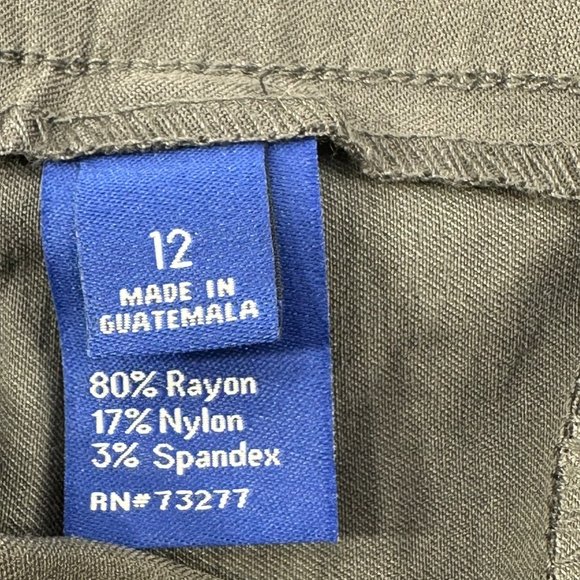 12
MADE IN
GUATEMALA
80% Rayon
17% Nylon
3% Spandex
RN#73277